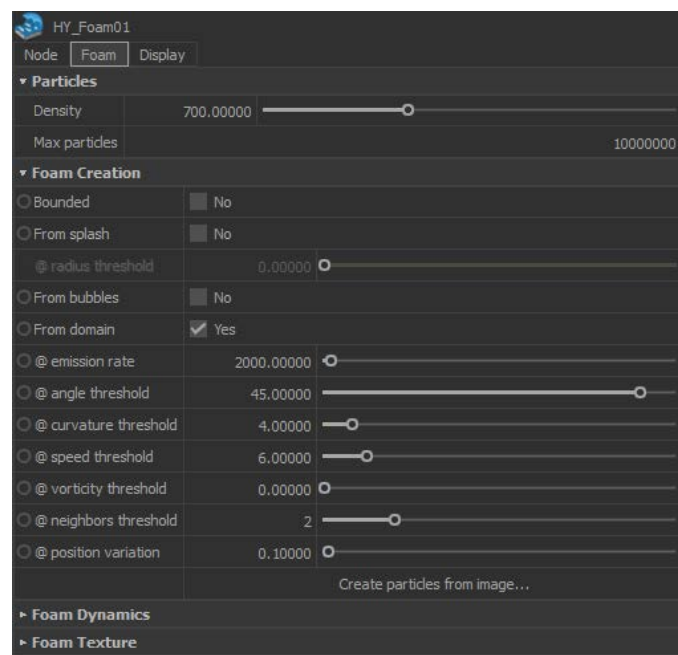 HY_Foam01
Node Foam Display
Particles
Density 700.00000
Max particles 10000000
Foam Creation
Bounded No
From splash No
@ radius threshold 0.00000
From bubbles No
From domain Yes
@ emission rate 2000.00000
@ angle threshold 45.00000
@ curvature threshold 4.00000
@ speed threshold 6.00000
@ vorticity threshold 0.00000
@ neighbors threshold 2
@ position variation 0.10000
Create particles from image...
Foam Dynamics
Foam Texture